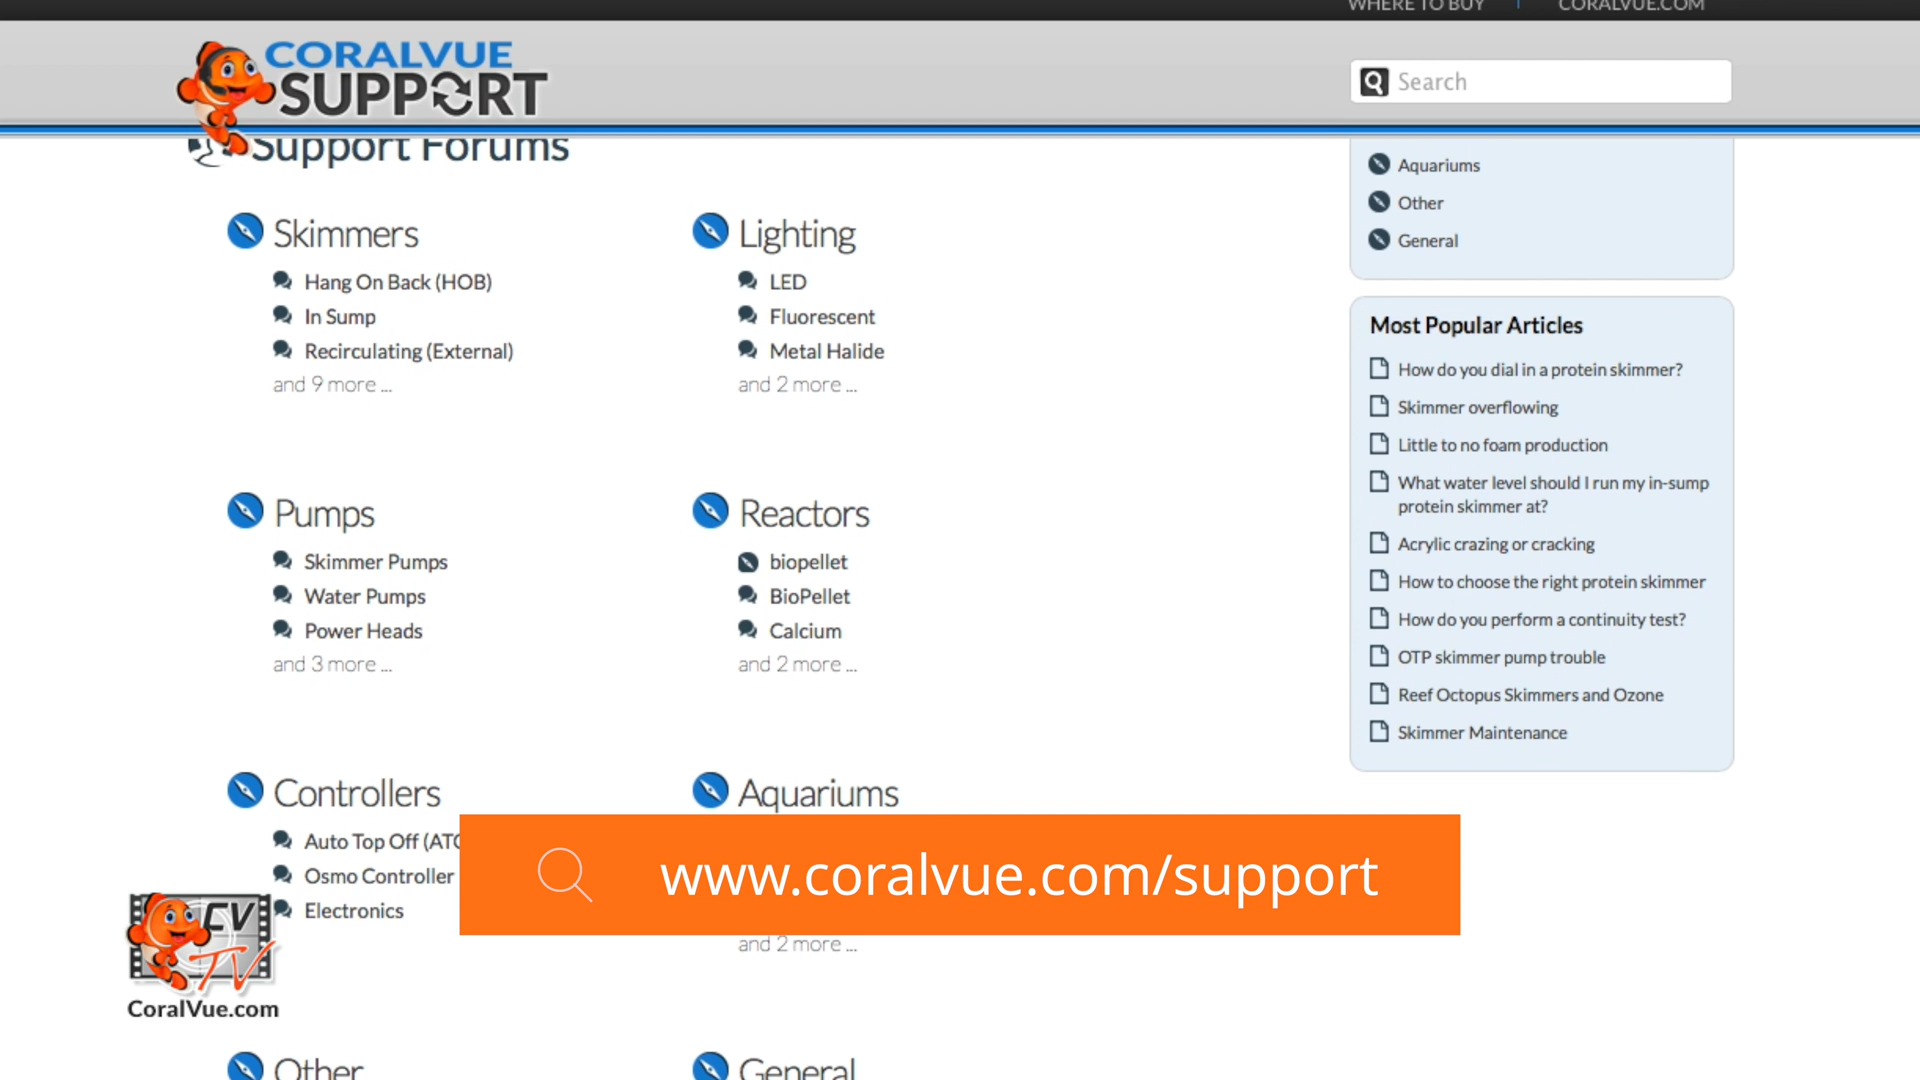 WHERE TO BUY
CORALVUE.COM
CORALVUE
SUPPORT
Search
Support Forums
Skimmers
Hang On Back (HOB)
In Sump
Recirculating (External)
and 9 more ...
Lighting
LED
Fluorescent
Metal Halide
and 2 more ...
Pumps
Skimmer Pumps
Water Pumps
Power Heads
and 3 more ...
Reactors
biopellet
BioPellet
Calcium
and 2 more ...
Controllers
Auto Top Off (ATO
Osmo Controller
Electronics
Aquariums
and 2 more ...
Other
General
Aquariums
Other
General
Most Popular Articles
How do you dial in a protein skimmer?
Skimmer overflowing
Little to no foam production
What water level should I run my in-sump
protein skimmer at?
Acrylic crazing or cracking
How to choose the right protein skimmer
How do you perform a continuity test?
OTP skimmer pump trouble
Reef Octopus Skimmers and Ozone
Skimmer Maintenance
www.coralvue.com/support
CV
TV
CoralVue.com